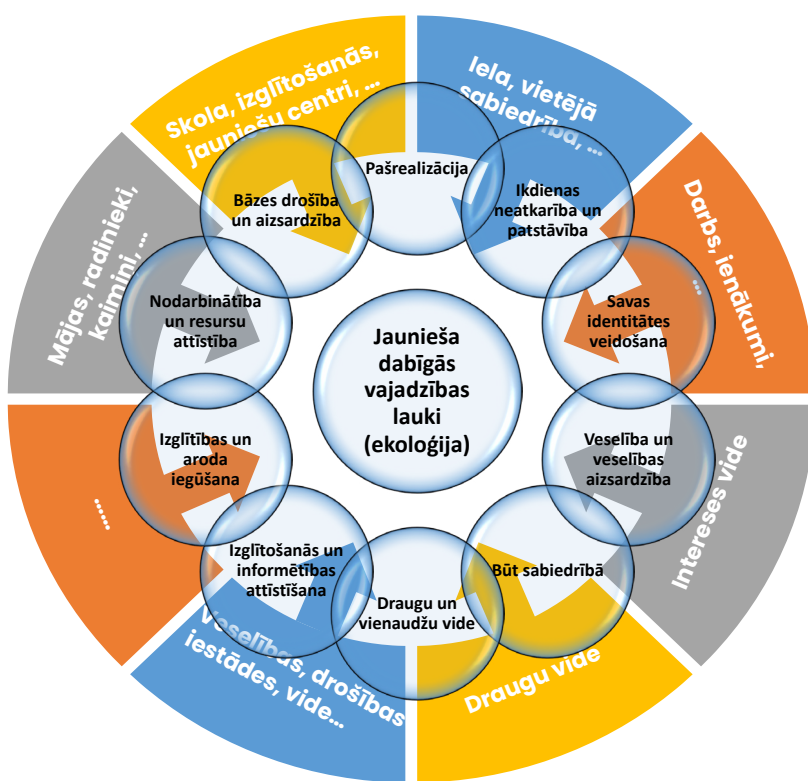 Skola, izglītošanās,
jauniešu centri, ...
Iela, vietējā
sabiedrība, ...
Darbs, ienākumi,
...
Intereses vide
Draugu vide
Veselības, drošības
iestādes, vide...
......
Mājas, radinieki,
kaimiņi, ...
Pašrealizācija
Ikdienas
neatkarība un
patstāvība
Savas
identitātes
veidošana
Veselība un
veselības
aizsardzība
Būt sabiedrībā
Draugu un
vienaudžu vide
Izglītošanās un
informētības
attīstīšana
Izglītības un
aroda
iegūšana
Nodarbinātība
un resursu
attīstība
Bāzes drošība
un aizsardzība
Jaunieša
dabīgās
vajadzības
lauki
(ekoloģija)